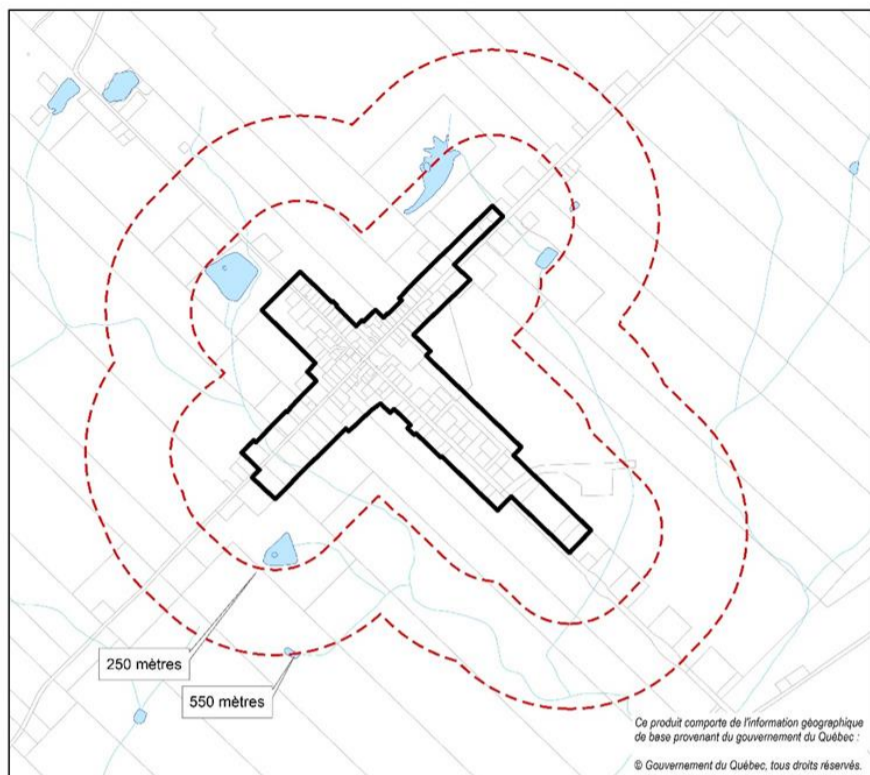 250 mètres
550 mètres
Ce produit comporte de l'information géographique
de base provenant du gouvernement du Québec :
© Gouvernement du Québec, tous droits réservés.